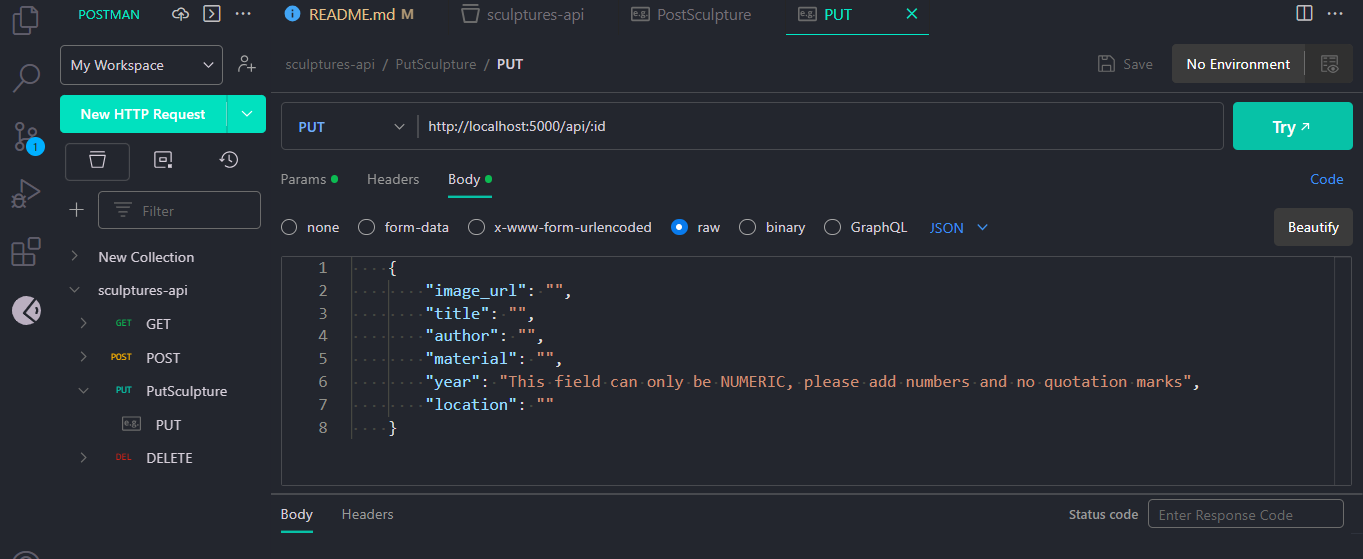 POSTMAN
README.md M
sculptures-api
e.g. PostSculpture
e.g. PUT
My Workspace
sculptures-api / PutSculpture / PUT
Save
No Environment
New HTTP Request
PUT
http://localhost:5000/api/:id
Try
1
Params
Headers
Body
Code
Filter
none
form-data
x-www-form-urlencoded
raw
binary
GraphQL
JSON
Beautify
New Collection
sculptures-api
GET GET
POST POST
PUT PutSculpture
e.g. PUT
DEL DELETE
1 {
2 "image_url": "",
3 "title": "",
4 "author": "",
5 "material": "",
6 "year": "This field can only be NUMERIC, please add numbers and no quotation marks",
7 "location": ""
8 }
Body
Headers
Status code
Enter Response Code